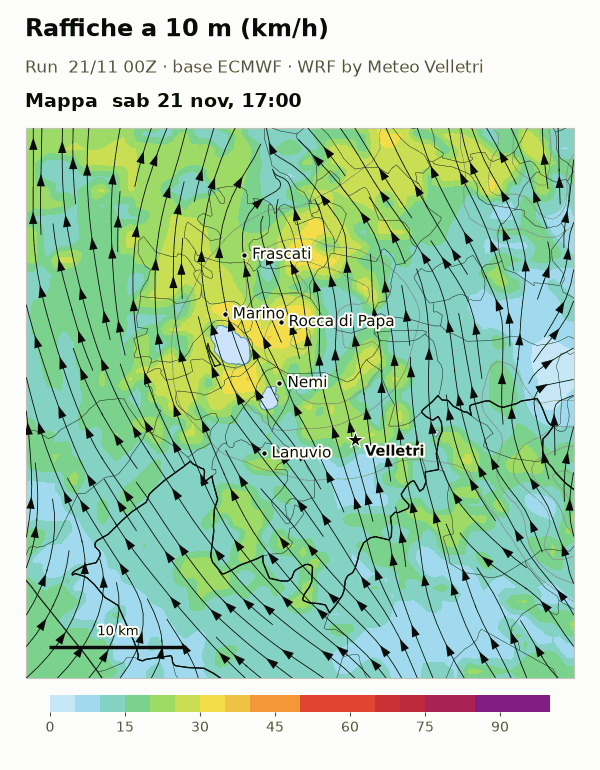 Raffiche a 10 m (km/h)
Run  21/11 00Z · base ECMWF · WRF by Meteo Velletri
Mappa  sab 21 nov, 17:00
Frascati
Marino
Rocca di Papa
Nemi
Velletri
Lanuvio
10 km
0 15 30 45 60 75 90